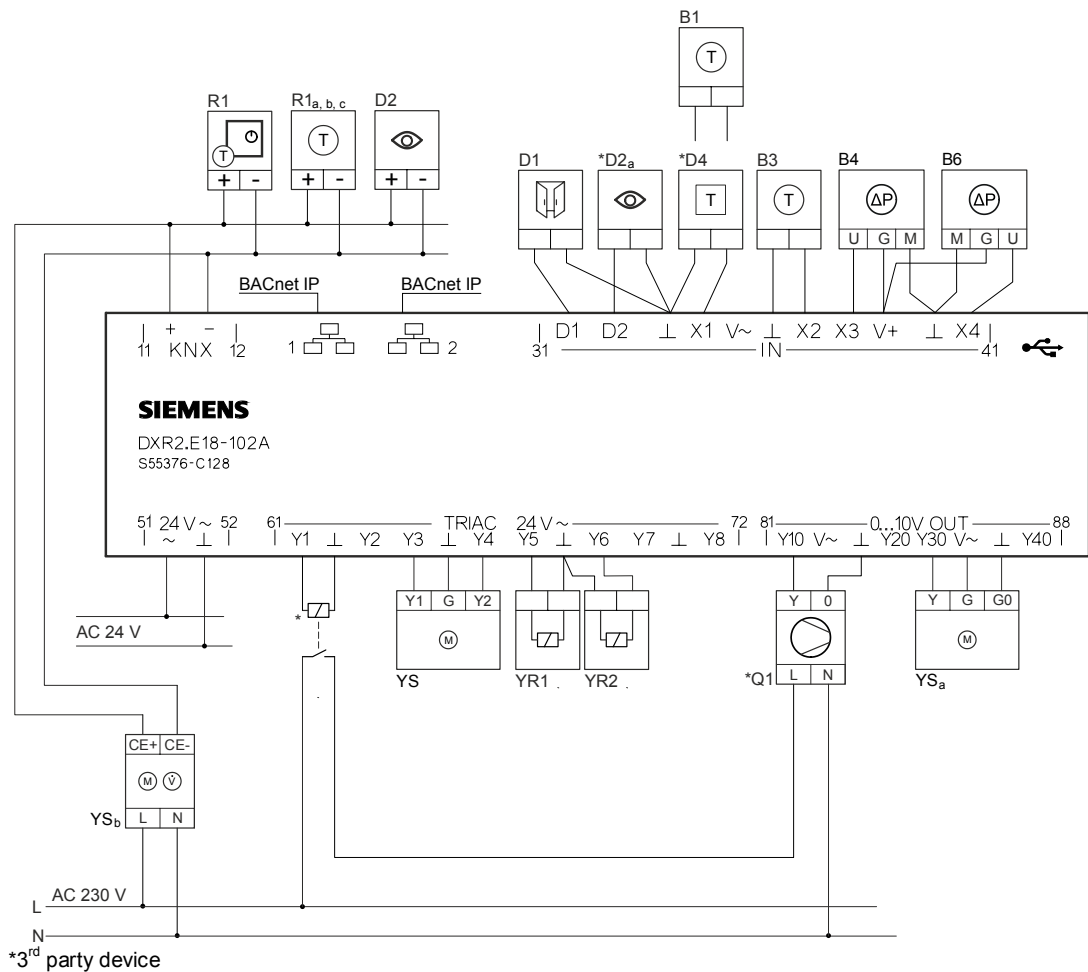 B1
T
R1 R1a, b, c D2
T T
+ - + - + -
D1 *D2a *D4 B3 B4 B6
T T ΔP ΔP
U G M M G U
BACnet IP BACnet IP
+ - D1 D2 ⊥ X1 V~ ⊥ X2 X3 V+ ⊥ X4
11 KNX 12 1 2 31 IN 41
SIEMENS
DXR2.E18-102A
S55376-C128
51 24 V ~ 52 61 TRIAC 24 V ~ 72 81 0...10V OUT 88
~ ⊥ Y1 ⊥ Y2 Y3 ⊥ Y4 Y5 ⊥ Y6 Y7 ⊥ Y8 Y10 V~ ⊥ Y20 Y30 V~ ⊥ Y40
Y1 G Y2 Y 0 Y G G0
*
AC 24 V
M M
YS YR1 . YR2 . *Q1 L N YSa
CE+ CE-
M V̇
YSb L N
AC 230 V
L
N
*3rd party device